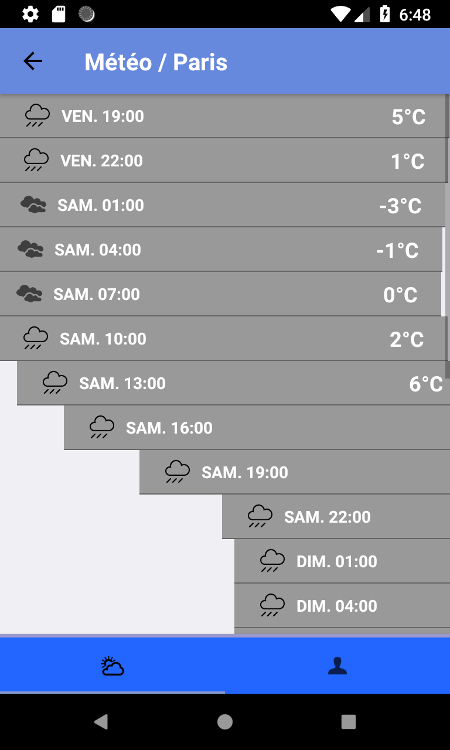 6:48
Météo / Paris
VEN. 19:00 5°C
VEN. 22:00 1°C
SAM. 01:00 -3°C
SAM. 04:00 -1°C
SAM. 07:00 0°C
SAM. 10:00 2°C
SAM. 13:00 6°C
SAM. 16:00
SAM. 19:00
SAM. 22:00
DIM. 01:00
DIM. 04:00